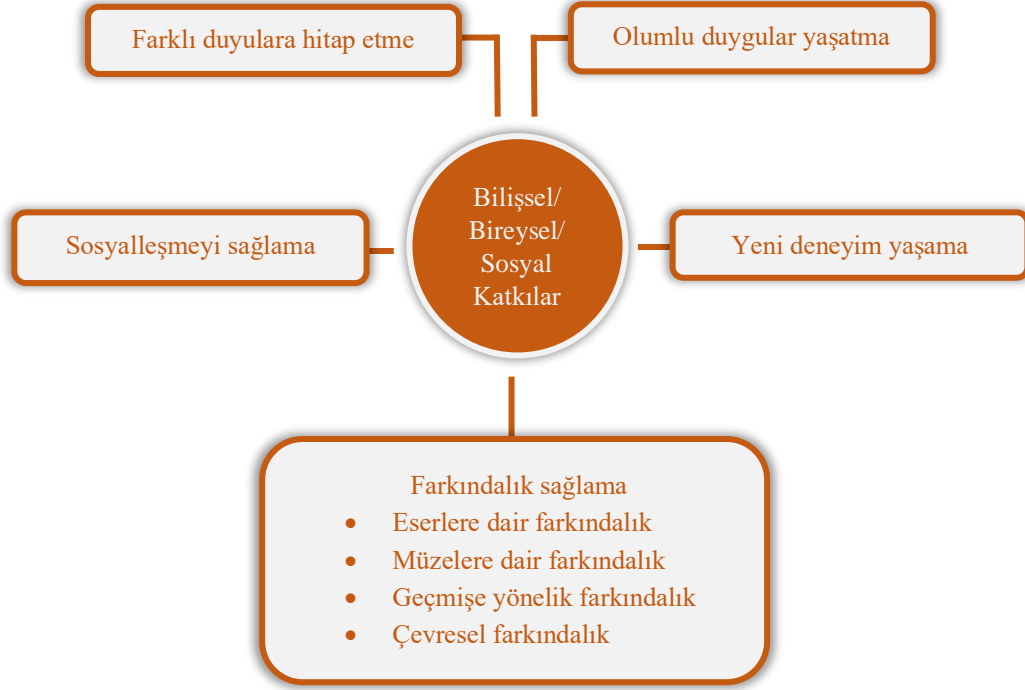 Farklı duyulara hitap etme
Olumlu duygular yaşatma
Bilişsel/
Bireysel/
Sosyal
Katkılar
Sosyalleşmeyi sağlama
Yeni deneyim yaşama
Farkındalık sağlama
• Eserlere dair farkındalık
• Müzelere dair farkındalık
• Geçmişe yönelik farkındalık
• Çevresel farkındalık